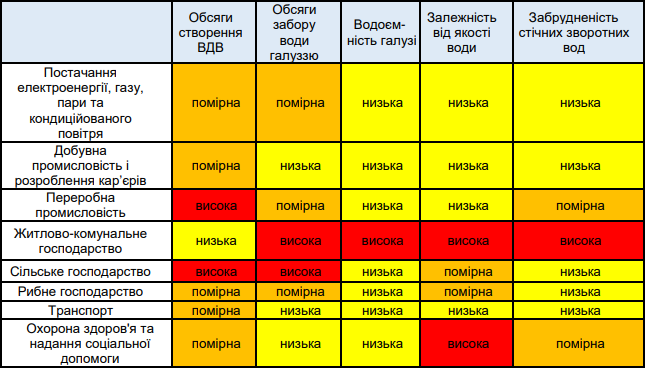 Обсяги створення ВДВ
Обсяги забору води галуззю
Водоєм-
ність галузі
Залежність від якості води
Забрудненість стічних зворотних вод
Постачання
електроенергії, газу,
пари та
кондиційованого
повітря
помірна помірна низька низька низька
Добувна
промисловість і
розроблення кар’єрів
помірна низька низька низька низька
Переробна
промисловість
висока помірна низька низька помірна
Житлово-комунальне
господарство
низька висока висока висока висока
Сільське господарство висока висока низька помірна низька
Рибне господарство помірна помірна низька помірна низька
Транспорт помірна низька низька низька низька
Охорона здоров'я та
надання соціальної
допомоги
помірна низька низька висока помірна